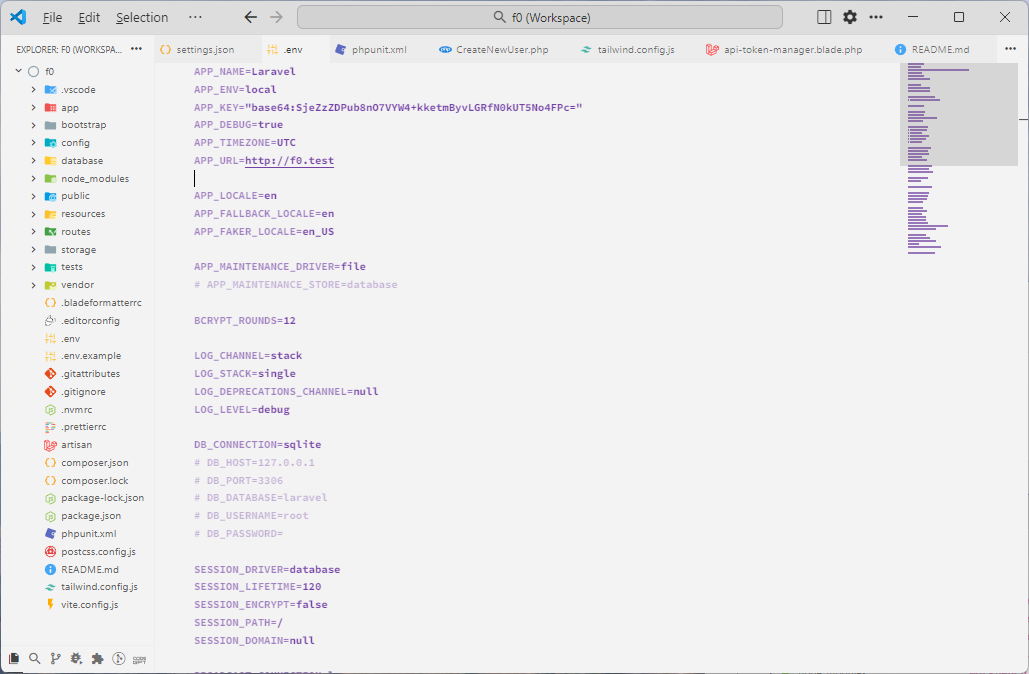 File Edit Selection ··· f0 (Workspace)
EXPLORER: F0 (WORKSPA... settings.json .env phpunit.xml CreateNewUser.php tailwind.config.js api-token-manager.blade.php README.md
f0
.vscode
app
bootstrap
config
database
node_modules
public
resources
routes
storage
tests
vendor
.bladeformatterrc
.editorconfig
.env
.env.example
.gitattributes
.gitignore
.nvmrc
.prettierrc
artisan
composer.json
composer.lock
package-lock.json
package.json
phpunit.xml
postcss.config.js
README.md
tailwind.config.js
vite.config.js
APP_NAME=Laravel
APP_ENV=local
APP_KEY="base64:SjeZzZDPub8nO7VYW4+kketmByvLGRfN0kUT5No4FPc="
APP_DEBUG=true
APP_TIMEZONE=UTC
APP_URL=http://f0.test
APP_LOCALE=en
APP_FALLBACK_LOCALE=en
APP_FAKER_LOCALE=en_US
APP_MAINTENANCE_DRIVER=file
# APP_MAINTENANCE_STORE=database
BCRYPT_ROUNDS=12
LOG_CHANNEL=stack
LOG_STACK=single
LOG_DEPRECATIONS_CHANNEL=null
LOG_LEVEL=debug
DB_CONNECTION=sqlite
# DB_HOST=127.0.0.1
# DB_PORT=3306
# DB_DATABASE=laravel
# DB_USERNAME=root
# DB_PASSWORD=
SESSION_DRIVER=database
SESSION_LIFETIME=120
SESSION_ENCRYPT=false
SESSION_PATH=/
SESSION_DOMAIN=null